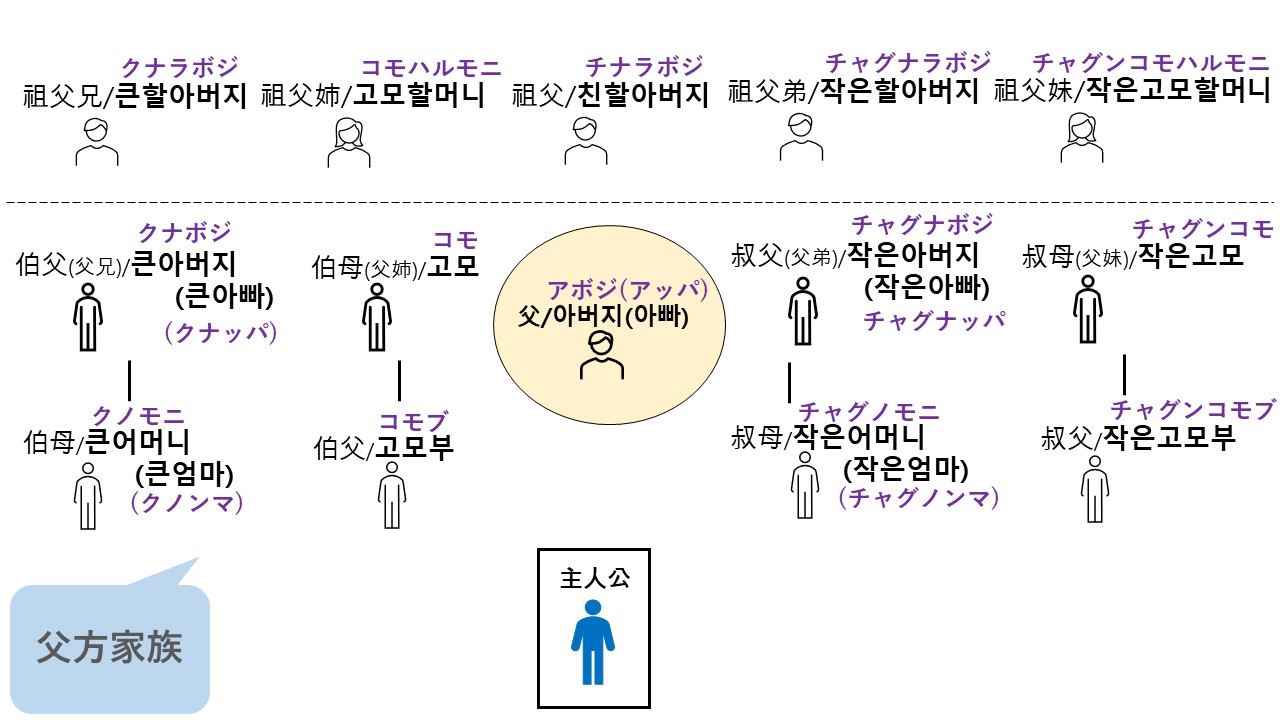 クナラボジ
祖父兄/큰할아버지
コモハルモニ
祖父姉/고모할머니
チナラボジ
祖父/친할아버지
チャグナラボジ
祖父弟/작은할아버지
チャグンコモハルモニ
祖父妹/작은고모할머니
クナボジ
伯父(父兄)/큰아버지
(큰아빠)
(クナッパ)
コモ
伯母(父姉)/고모
アボジ(アッパ)
父/아버지(아빠)
チャグナボジ
叔父(父弟)/작은아버지
(작은아빠)
チャグナッパ
チャグンコモ
叔母(父妹)/작은고모
クノモニ
伯母/큰어머니
(큰엄마)
(クノンマ)
コモブ
伯父/고모부
チャグノモニ
叔母/작은어머니
(작은엄마)
(チャグノンマ)
チャグンコモブ
叔父/작은고모부
主人公
父方家族